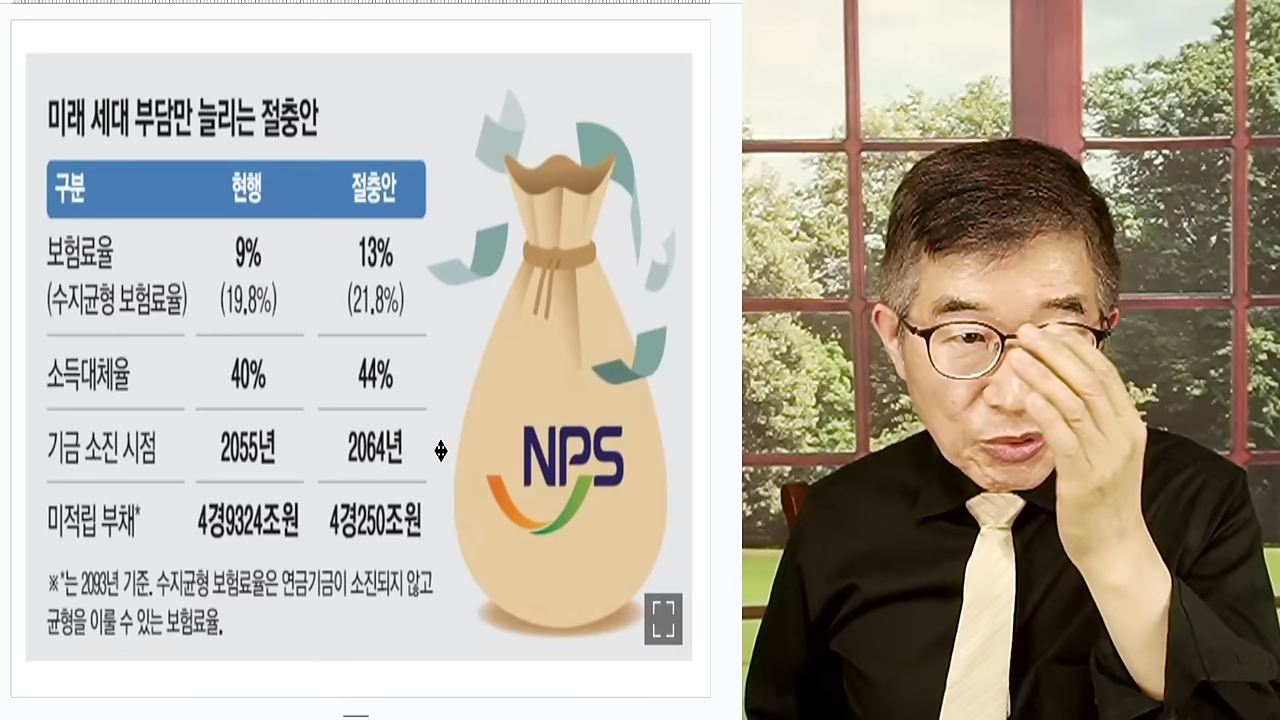 미래 세대 부담만 늘리는 절충안
구분 현행 절충안
보험료율 9% 13%
(수지균형 보험료율) (19.8%) (21.8%)
소득대체율 40% 44%
기금 소진 시점 2055년 2064년
미적립 부채* 4경9324조원 4경250조원
※*는 2093년 기준. 수지균형 보험료율은 연금기금이 소진되지 않고
균형을 이룰 수 있는 보험료율.
NPS